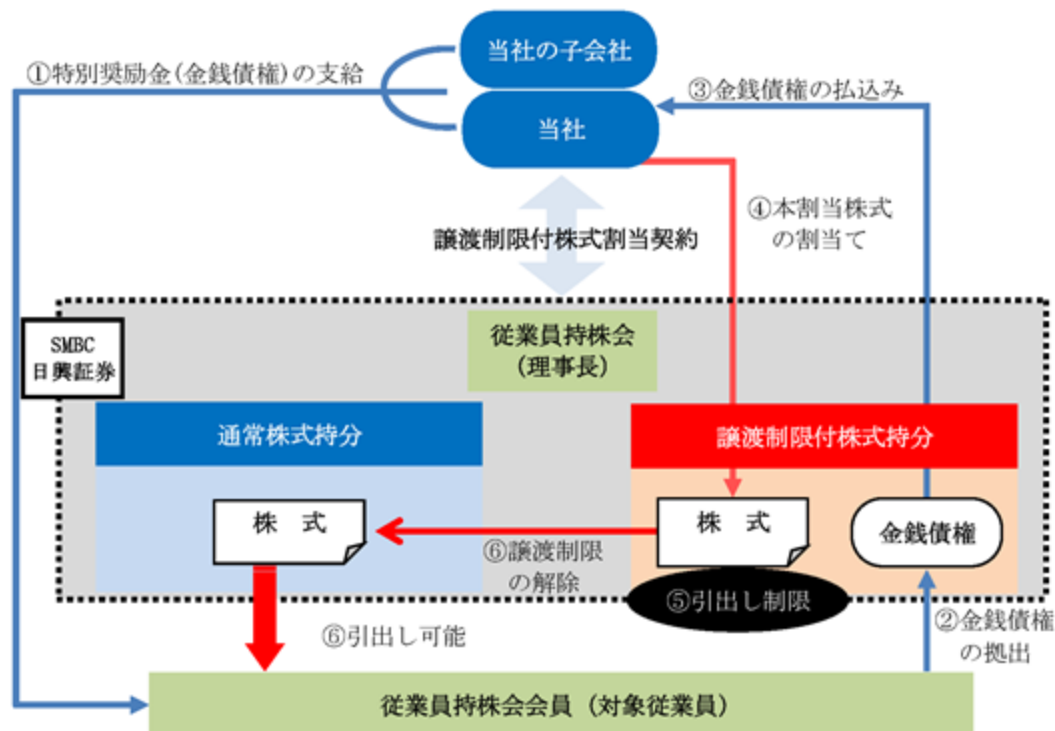 当社の子会社
①特別奨励金(金銭債権)の支給
③金銭債権の払込み
当社
④本割当株式
の割当て
譲渡制限付株式割当契約
SMBC
日興証券
従業員持株会
(理事長)
通常株式持分
譲渡制限付株式持分
株　式
株　式
金銭債権
⑥譲渡制限
の解除
⑤引出し制限
⑥引出し可能
②金銭債権
の拠出
従業員持株会会員（対象従業員）